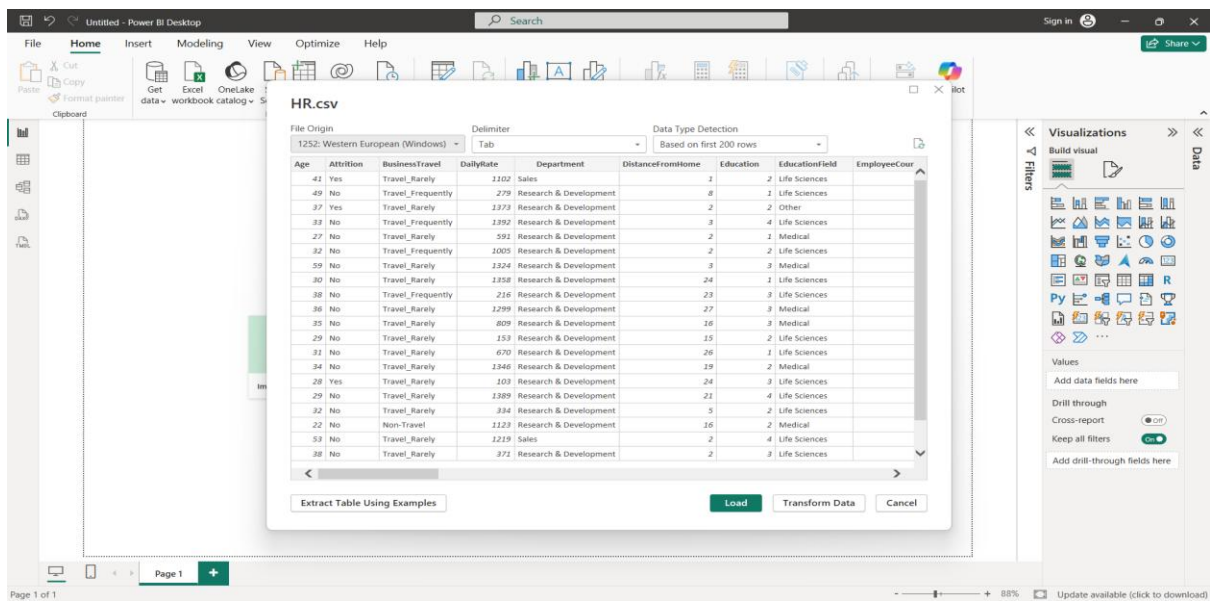 Untitled - Power BI Desktop
Search
Sign in
File Home Insert Modeling View Optimize Help
Share
Paste
Cut
Copy
Format painter
Clipboard
Get data
Excel workbook
OneLake catalog
HR.csv
File Origin
1252: Western European (Windows)
Delimiter
Tab
Data Type Detection
Based on first 200 rows
Age Attrition BusinessTravel DailyRate Department DistanceFromHome Education EducationField EmployeeCour
41 Yes Travel_Rarely 1102 Sales 1 2 Life Sciences
49 No Travel_Frequently 279 Research & Development 8 1 Life Sciences
37 Yes Travel_Rarely 1373 Research & Development 2 2 Other
33 No Travel_Frequently 1392 Research & Development 3 4 Life Sciences
27 No Travel_Rarely 591 Research & Development 2 1 Medical
32 No Travel_Frequently 1005 Research & Development 2 2 Life Sciences
59 No Travel_Rarely 1324 Research & Development 3 3 Medical
30 No Travel_Rarely 1358 Research & Development 24 1 Life Sciences
38 No Travel_Frequently 216 Research & Development 23 3 Life Sciences
36 No Travel_Rarely 1299 Research & Development 27 3 Medical
35 No Travel_Rarely 809 Research & Development 16 3 Medical
29 No Travel_Rarely 153 Research & Development 15 2 Life Sciences
31 No Travel_Rarely 670 Research & Development 26 1 Life Sciences
34 No Travel_Rarely 1346 Research & Development 19 2 Medical
28 Yes Travel_Rarely 103 Research & Development 24 3 Life Sciences
29 No Travel_Rarely 1389 Research & Development 21 4 Life Sciences
32 No Travel_Rarely 334 Research & Development 5 2 Life Sciences
22 No Non-Travel 1123 Research & Development 16 2 Medical
53 No Travel_Rarely 1219 Sales 2 4 Life Sciences
38 No Travel_Rarely 371 Research & Development 2 3 Life Sciences
Extract Table Using Examples
Load
Transform Data
Cancel
Filters
Visualizations
Build visual
Values
Add data fields here
Drill through
Cross-report
Off
Keep all filters
On
Add drill-through fields here
Data
Page 1
Page 1 of 1
88%
Update available (click to download)